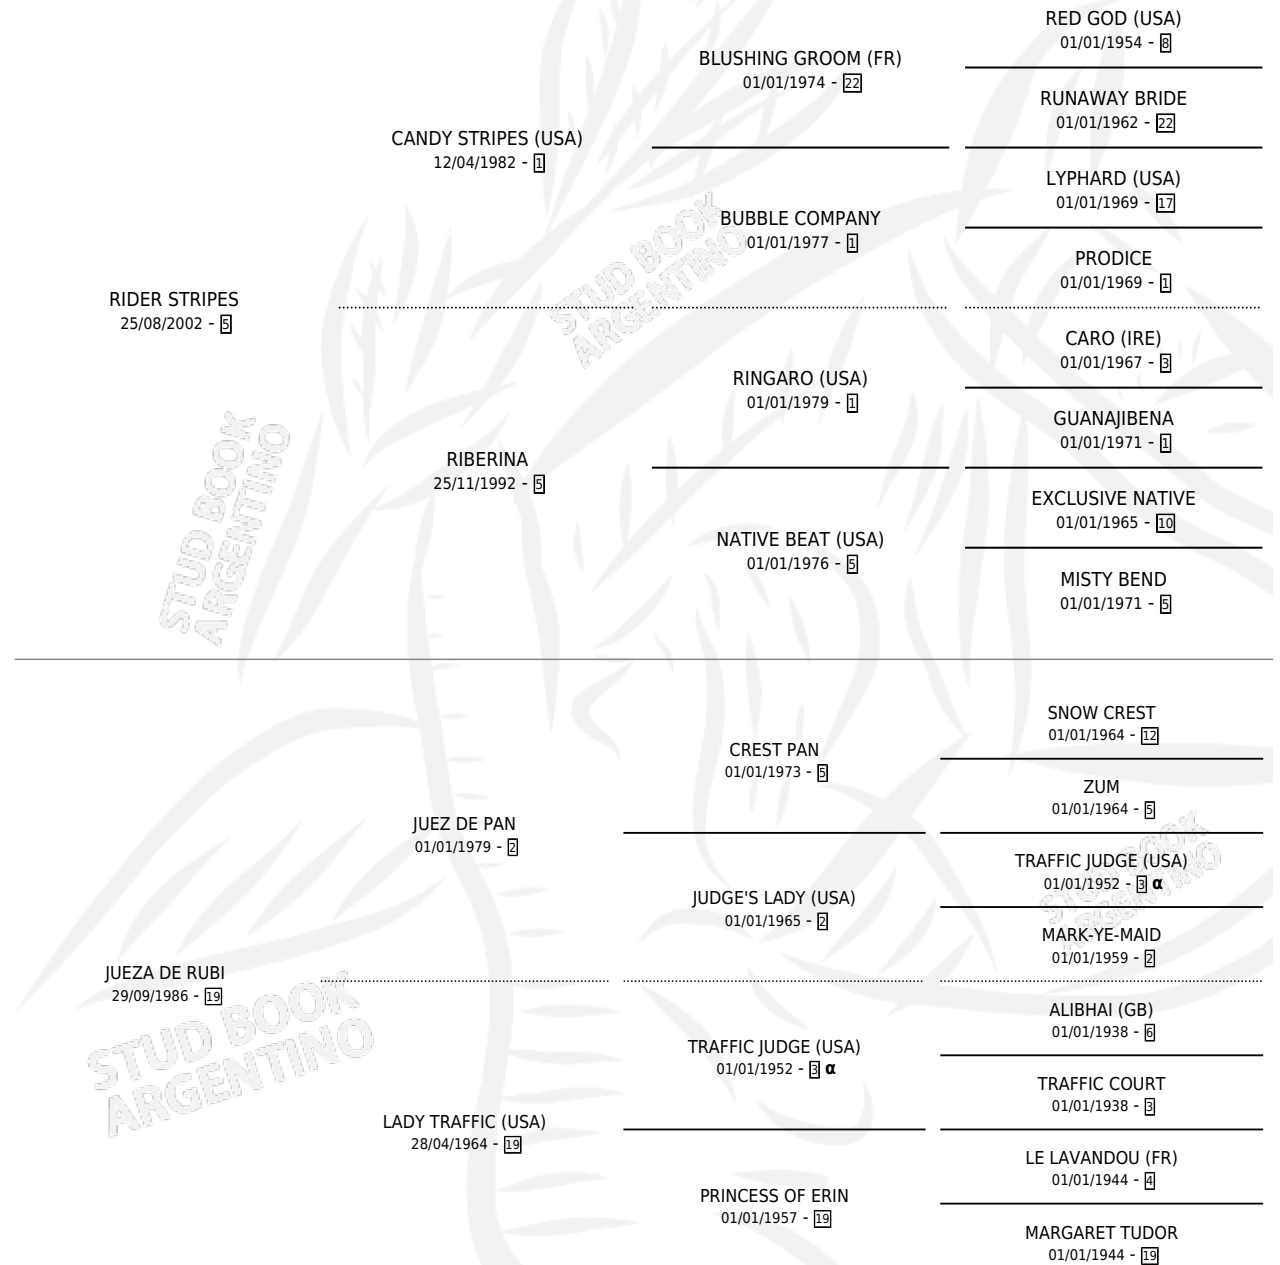 RED GOD (USA)
01/01/1954 - 8
BLUSHING GROOM (FR)
01/01/1974 - 22
RUNAWAY BRIDE
01/01/1962 - 22
CANDY STRIPES (USA)
12/04/1982 - 1
LYPHARD (USA)
01/01/1969 - 17
BUBBLE COMPANY
01/01/1977 - 1
PRODICE
01/01/1969 - 1
RIDER STRIPES
25/08/2002 - 5
CARO (IRE)
01/01/1967 - 3
RINGARO (USA)
01/01/1979 - 1
GUANAJIBENA
01/01/1971 - 1
RIBERINA
25/11/1992 - 5
EXCLUSIVE NATIVE
01/01/1965 - 10
NATIVE BEAT (USA)
01/01/1976 - 5
MISTY BEND
01/01/1971 - 5
SNOW CREST
01/01/1964 - 12
CREST PAN
01/01/1973 - 5
ZUM
01/01/1964 - 5
JUEZ DE PAN
01/01/1979 - 2
TRAFFIC JUDGE (USA)
01/01/1952 - 3 α
JUDGE'S LADY (USA)
01/01/1965 - 2
MARK-YE-MAID
01/01/1959 - 2
JUEZA DE RUBI
29/09/1986 - 19
ALIBHAI (GB)
01/01/1938 - 6
TRAFFIC JUDGE (USA)
01/01/1952 - 3 α
TRAFFIC COURT
01/01/1938 - 3
LADY TRAFFIC (USA)
28/04/1964 - 19
LE LAVANDOU (FR)
01/01/1944 - 4
PRINCESS OF ERIN
01/01/1957 - 19
MARGARET TUDOR
01/01/1944 - 19
STUD BOOK
ARGENTINO
STUD BOOK
ARGENTINO
STUD BOOK
ARGENTINO
STUD BOOK
ARGENTINO